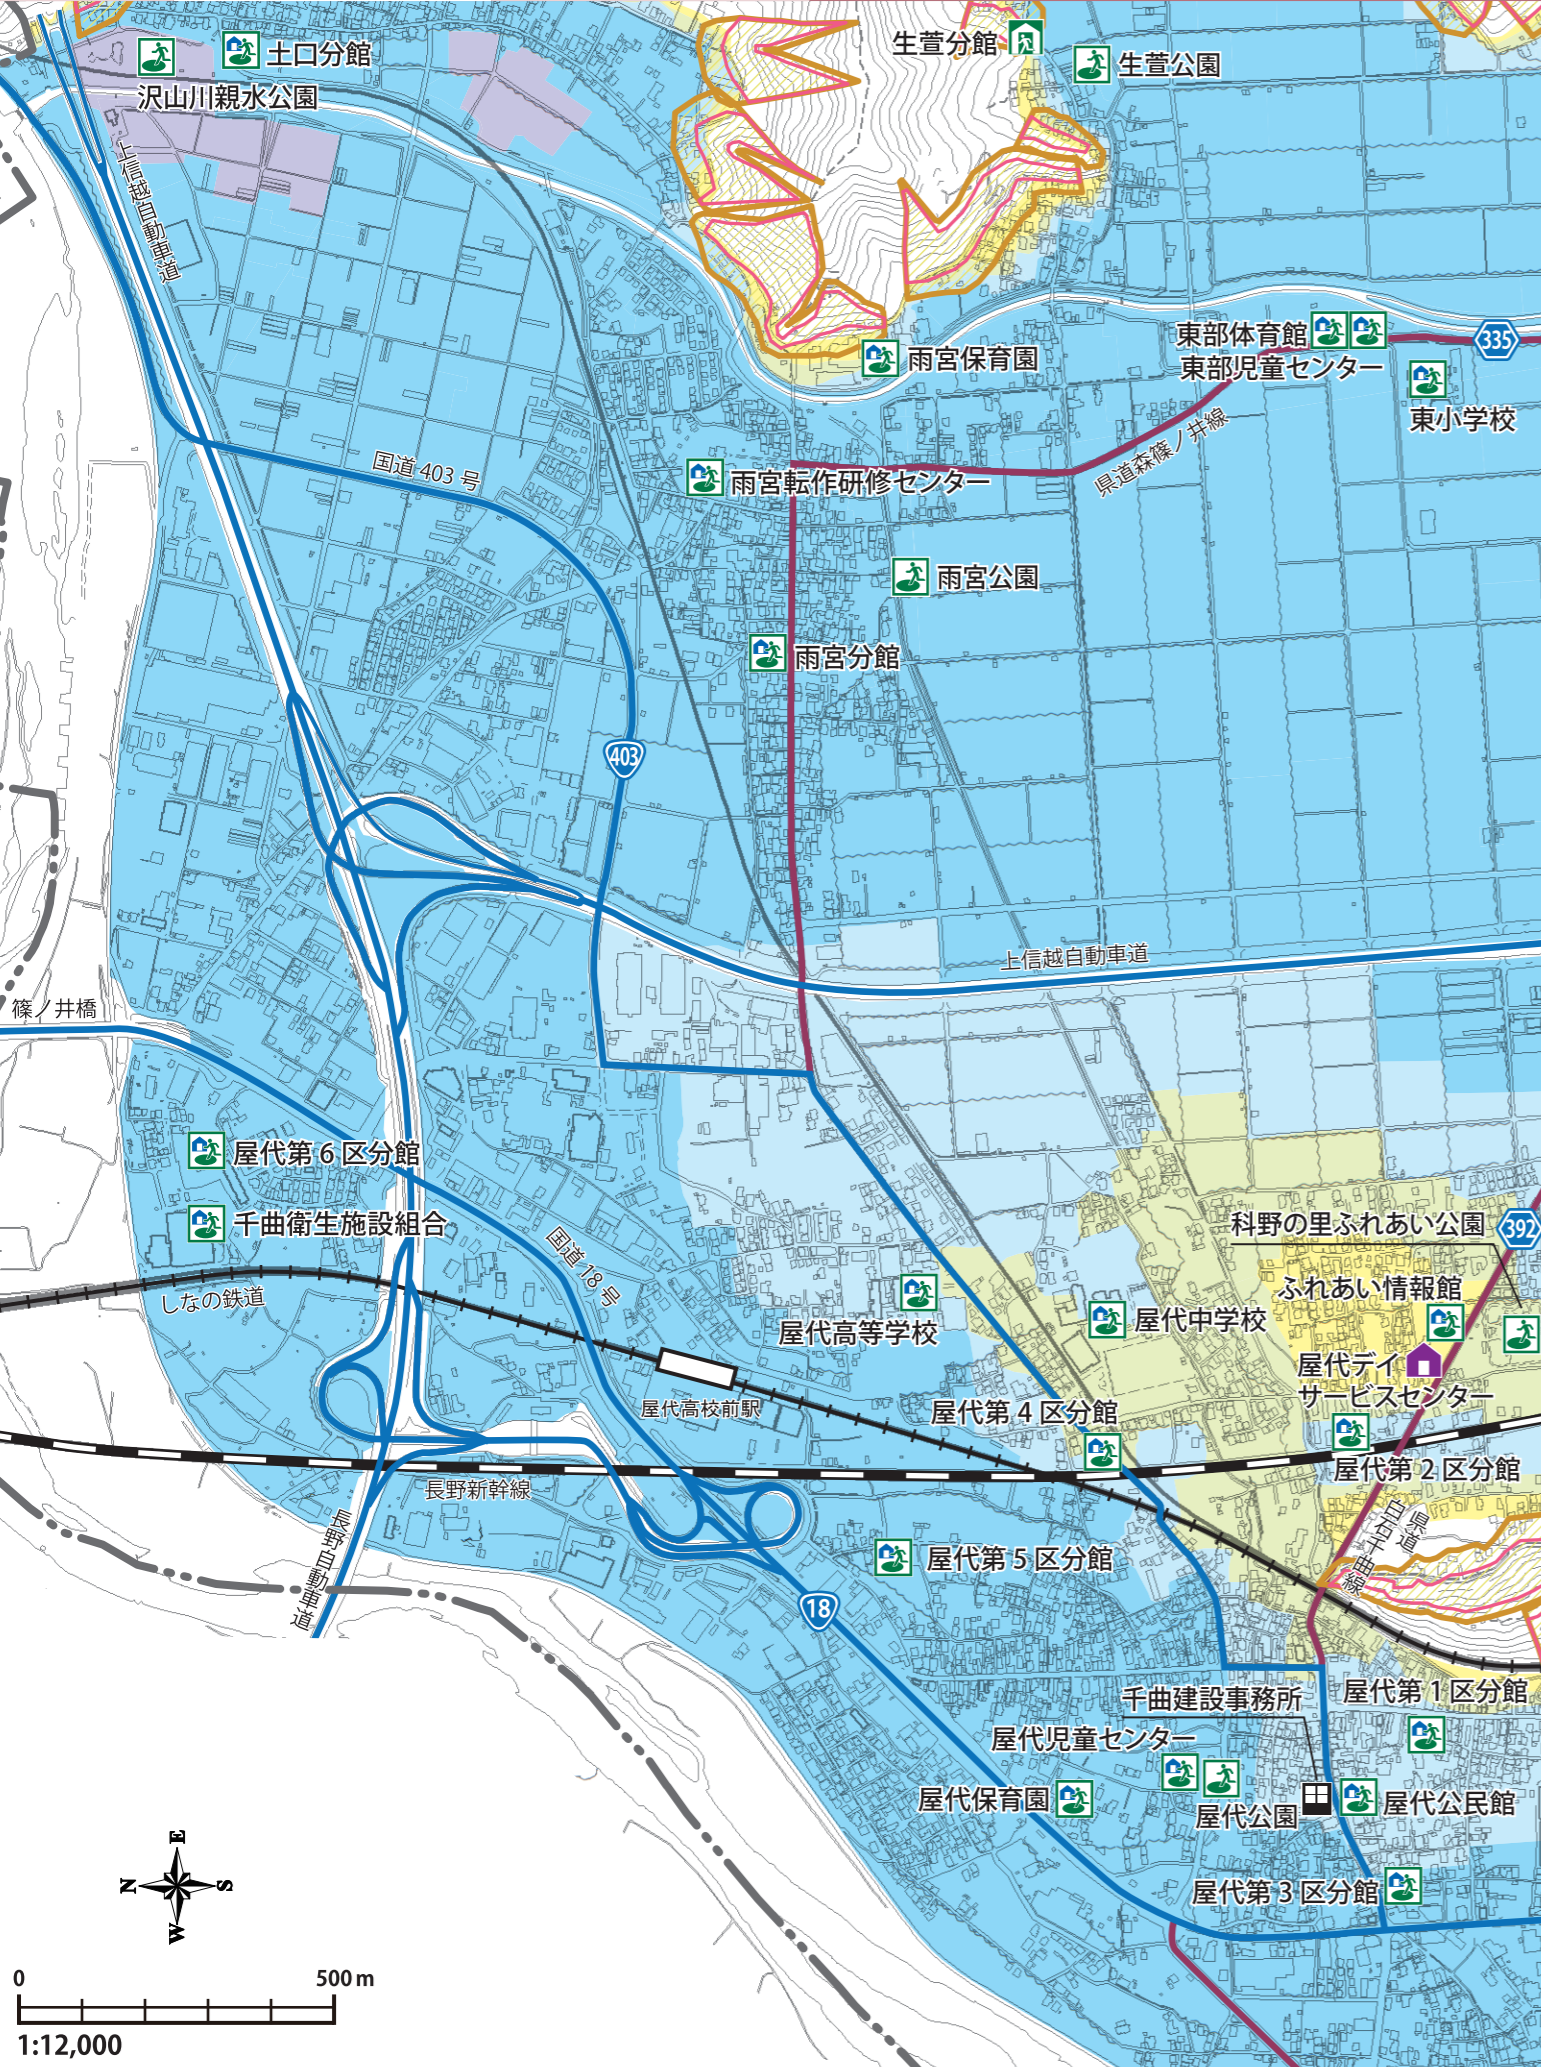 生萱分館
土口分館
生萱公園
沢山川親水公園
上信越自動車道
東部体育館
335
雨宮保育園
東部児童センター
東小学校
県道森篠ノ井線
国道 403 号
雨宮転作研修センター
雨宮公園
雨宮分館
403
上信越自動車道
篠ノ井橋
屋代第 6 区分館
千曲衛生施設組合
科野の里ふれあい公園
392
国道 18 号
しなの鉄道
ふれあい情報館
屋代高等学校
屋代中学校
屋代デイ
サービスセンター
屋代高校前駅
屋代第 4 区分館
屋代第 2 区分館
長野新幹線
長野自動車道
県道
白石千曲線
屋代第 5 区分館
18
千曲建設事務所
屋代第 1 区分館
屋代児童センター
屋代保育園
屋代公園
屋代公民館
屋代第 3 区分館
E
N
S
W
0
500 m
1:12,000